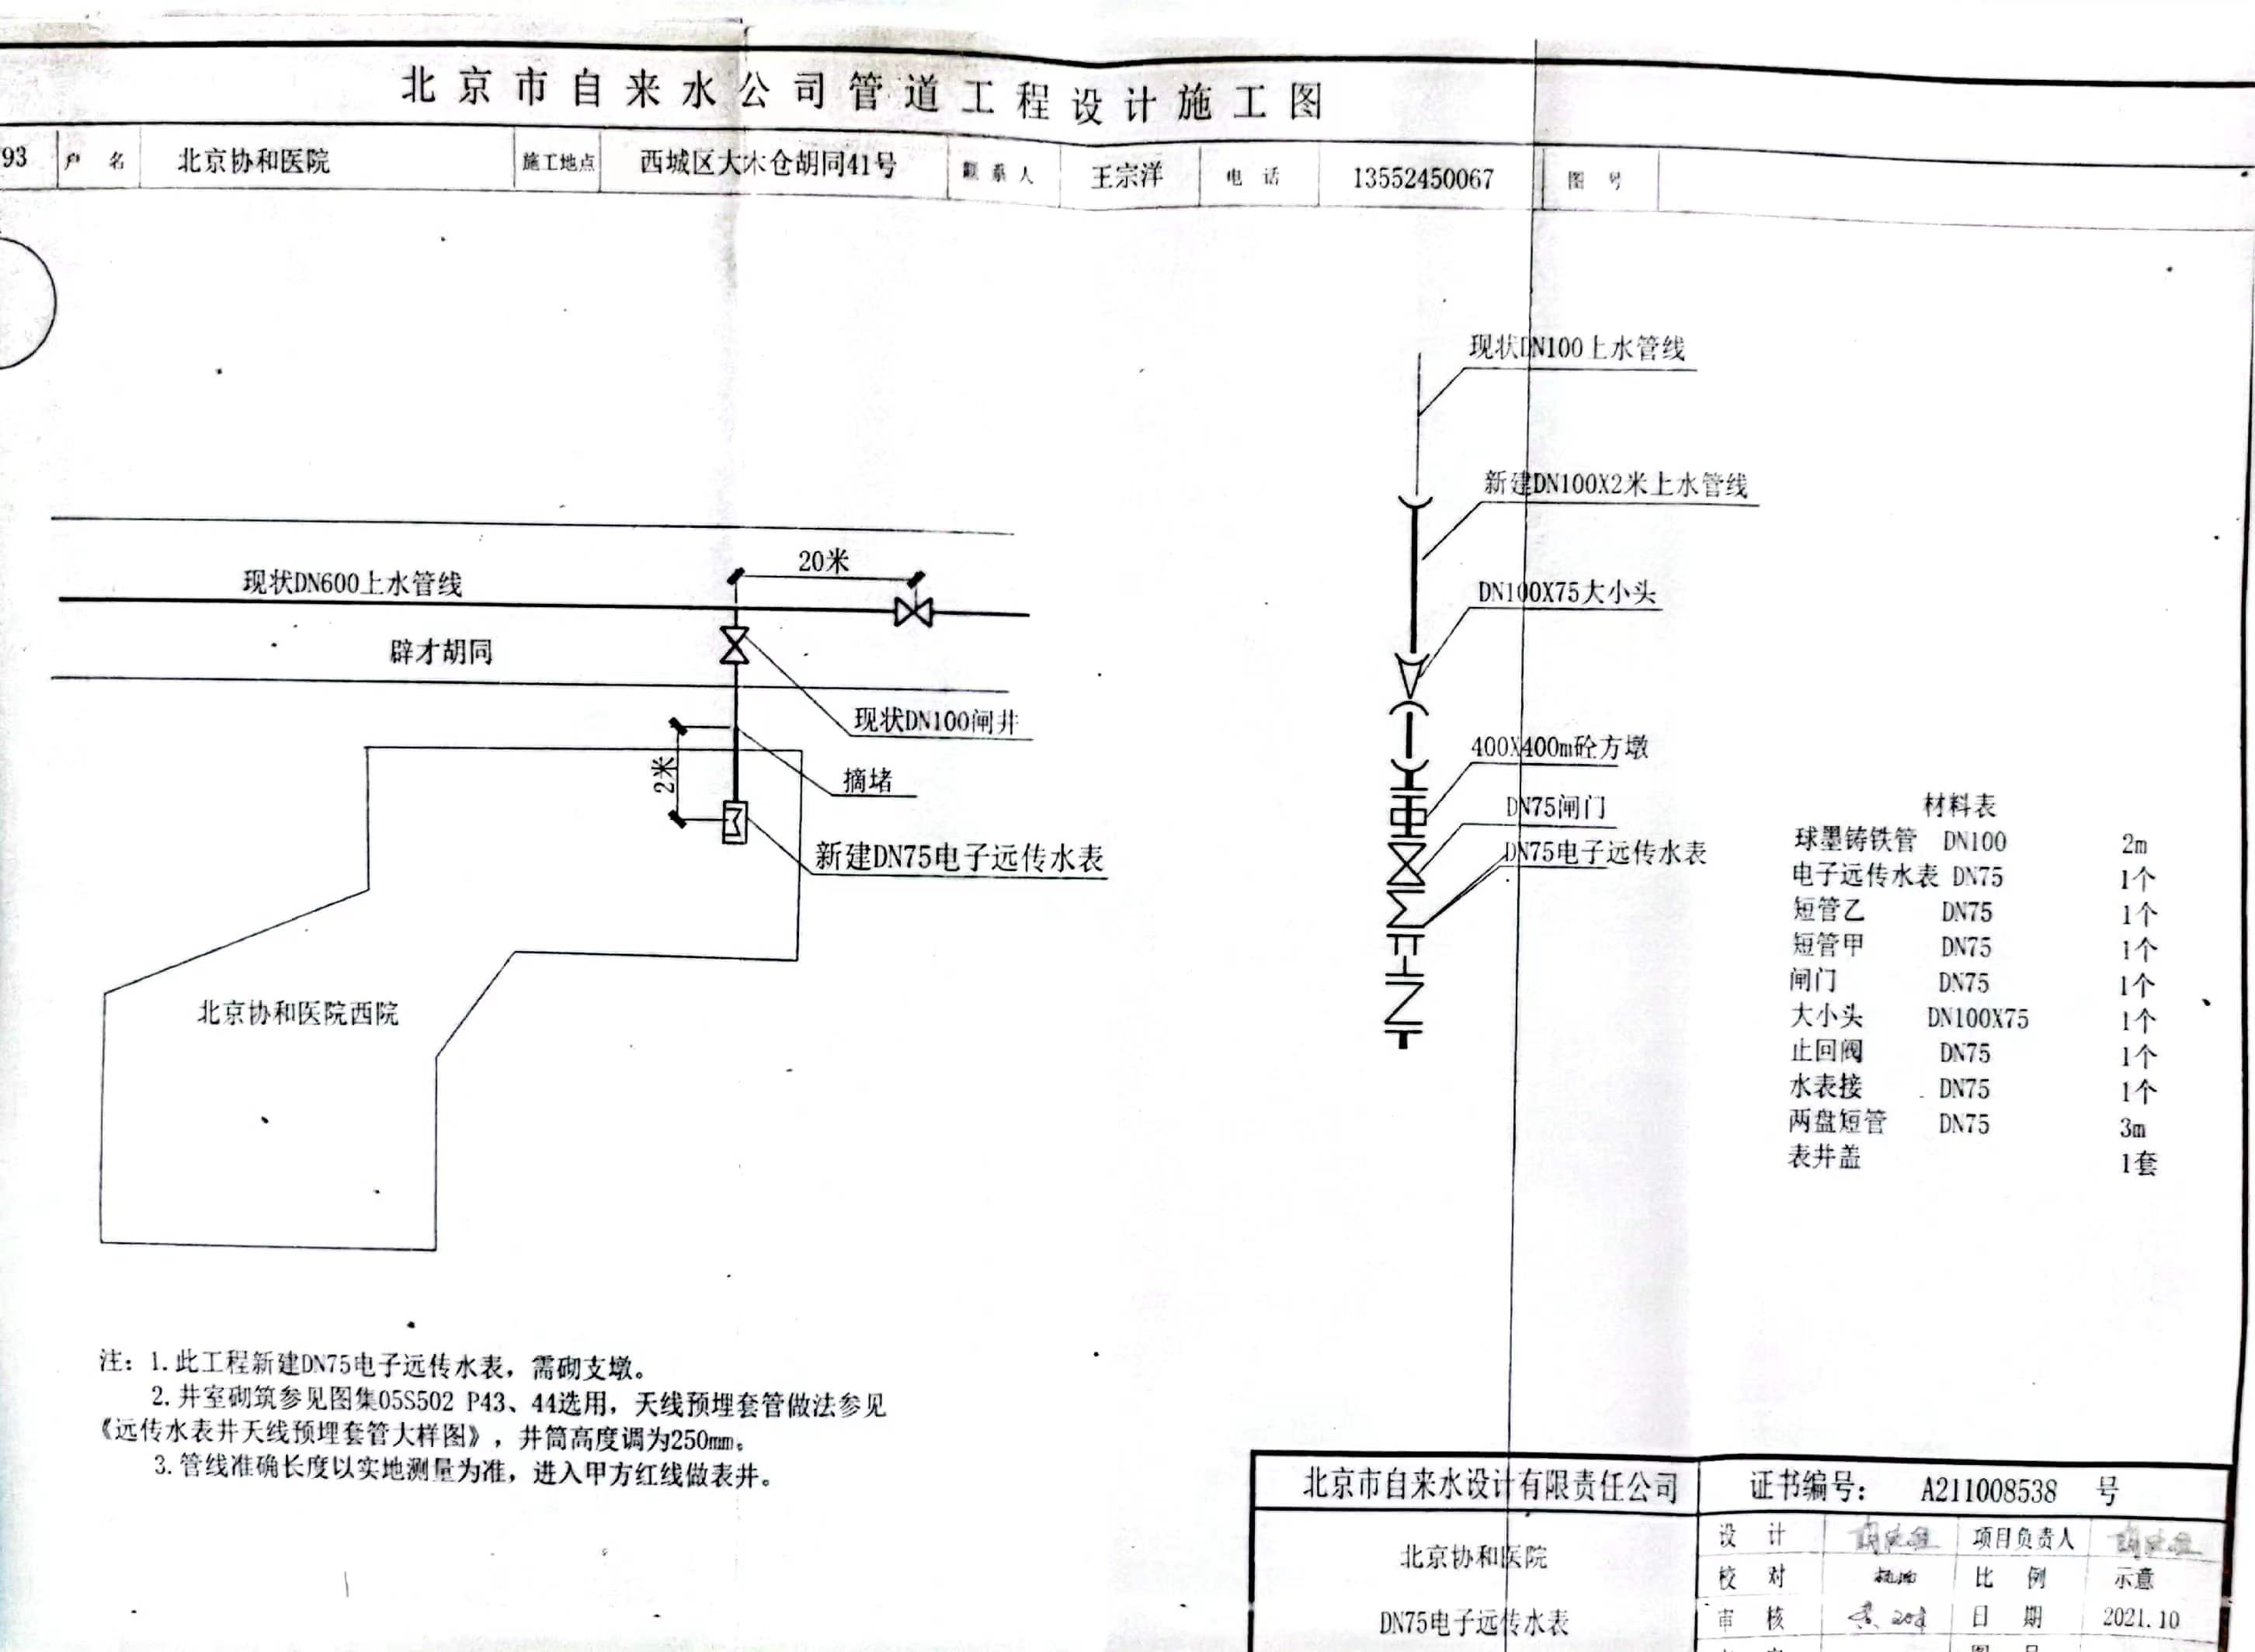 北京市自来水公司管道工程设计施工图
93 户 名 北京协和医院 施工地点 西城区大木仓胡同41号 联系人 王宗洋 电 话 13552450067 图 号
现状DN100上水管线
新建DN100X2米上水管线
20米
现状DN600上水管线
DN100X75大小头
辟才胡同
现状DN100闸井
400X400m砼方墩
2米
摘堵
DN75闸门
新建DN75电子远传水表
DN75电子远传水表
北京协和医院西院
材料表
球墨铸铁管 DN100 2m
电子远传水表 DN75 1个
短管乙 DN75 1个
短管甲 DN75 1个
闸门 DN75 1个
大小头 DN100X75 1个
止回阀 DN75 1个
水表接 DN75 1个
两盘短管 DN75 3m
表井盖 1套
注：1.此工程新建DN75电子远传水表，需砌支墩。
2.井室砌筑参见图集05S502 P43、44选用，天线预埋套管做法参见
《远传水表井天线预埋套管大样图》，井筒高度调为250mm。
3.管线准确长度以实地测量为准，进入甲方红线做表井。
北京市自来水设计有限责任公司 证书编号： A211008538 号
北京协和医院
DN75电子远传水表
设 计 项目负责人
校 对 比 例 示意
审 核 日 期 2021.10